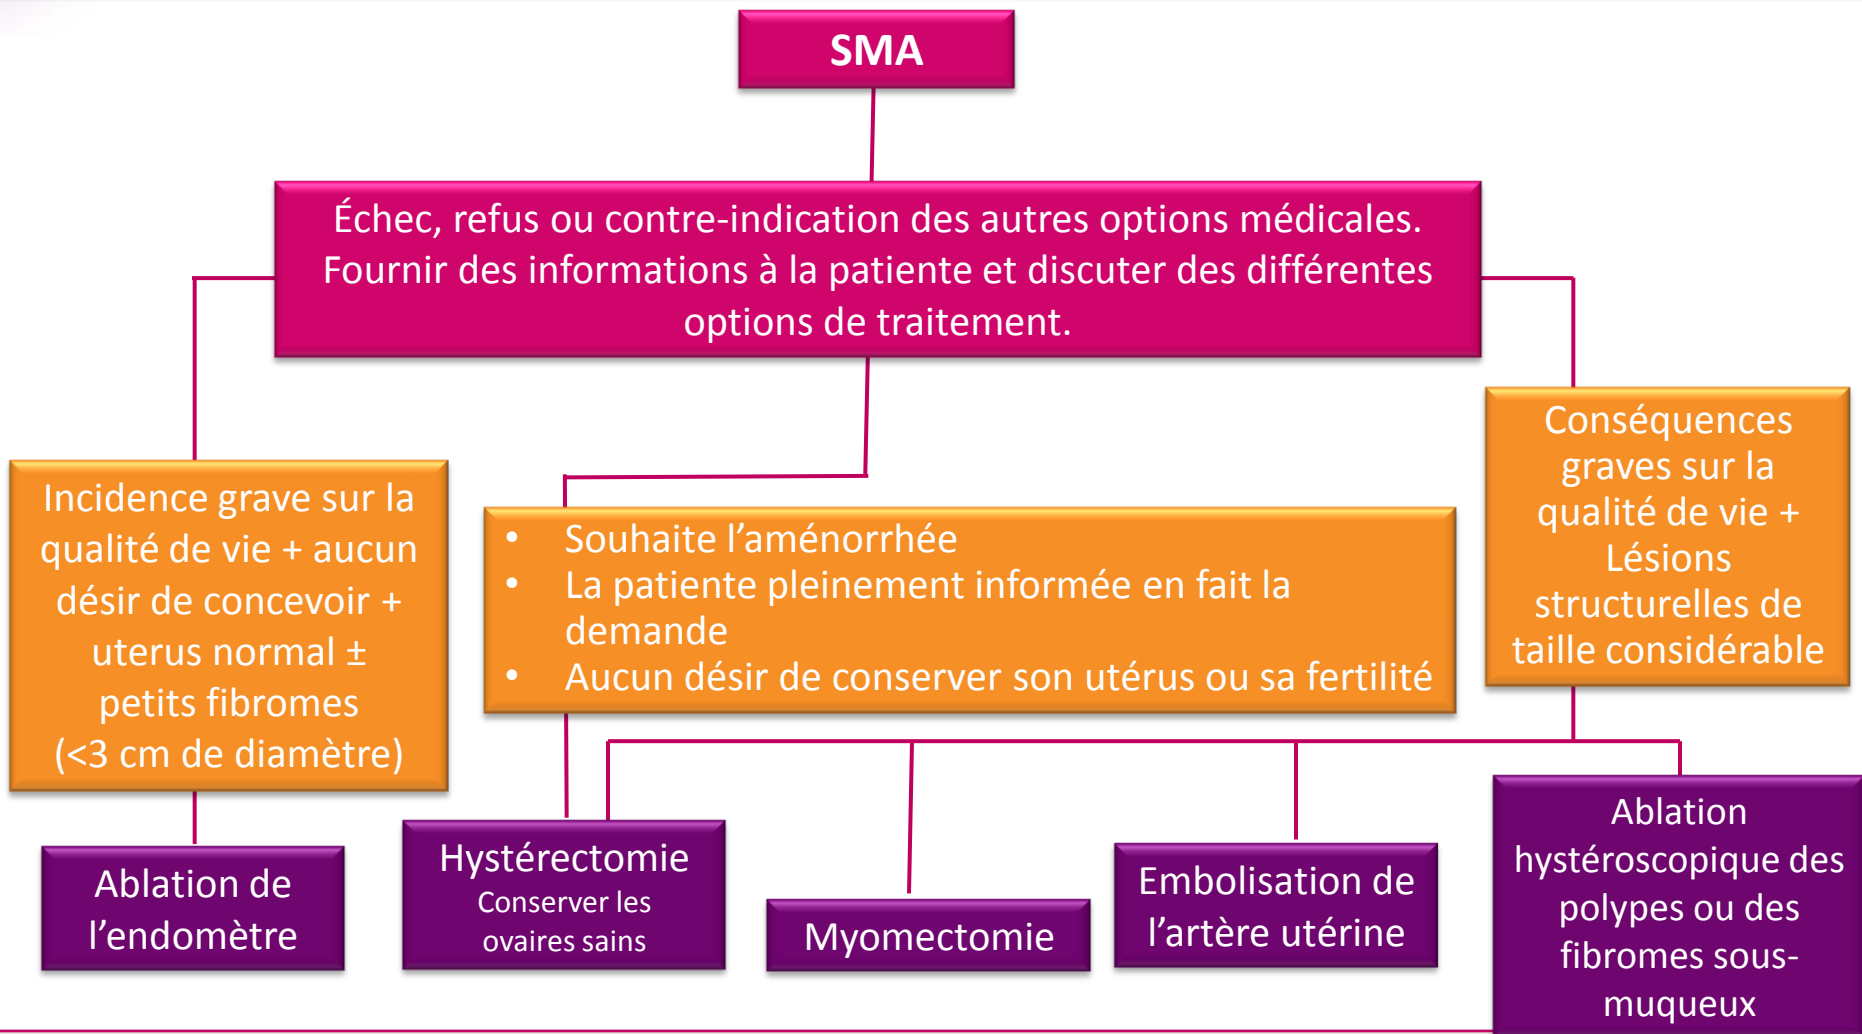 SMA
Échec, refus ou contre-indication des autres options médicales.
Fournir des informations à la patiente et discuter des différentes
options de traitement.
Incidence grave sur la
qualité de vie + aucun
désir de concevoir +
uterus normal ±
petits fibromes
(<3 cm de diamètre)
• Souhaite l’aménorrhée
• La patiente pleinement informée en fait la
demande
• Aucun désir de conserver son utérus ou sa fertilité
Conséquences
graves sur la
qualité de vie +
Lésions
structurelles de
taille considérable
Ablation de
l’endomètre
Hystérectomie
Conserver les
ovaires sains
Myomectomie
Embolisation de
l’artère utérine
Ablation
hystéroscopique des
polypes ou des
fibromes sous-
muqueux